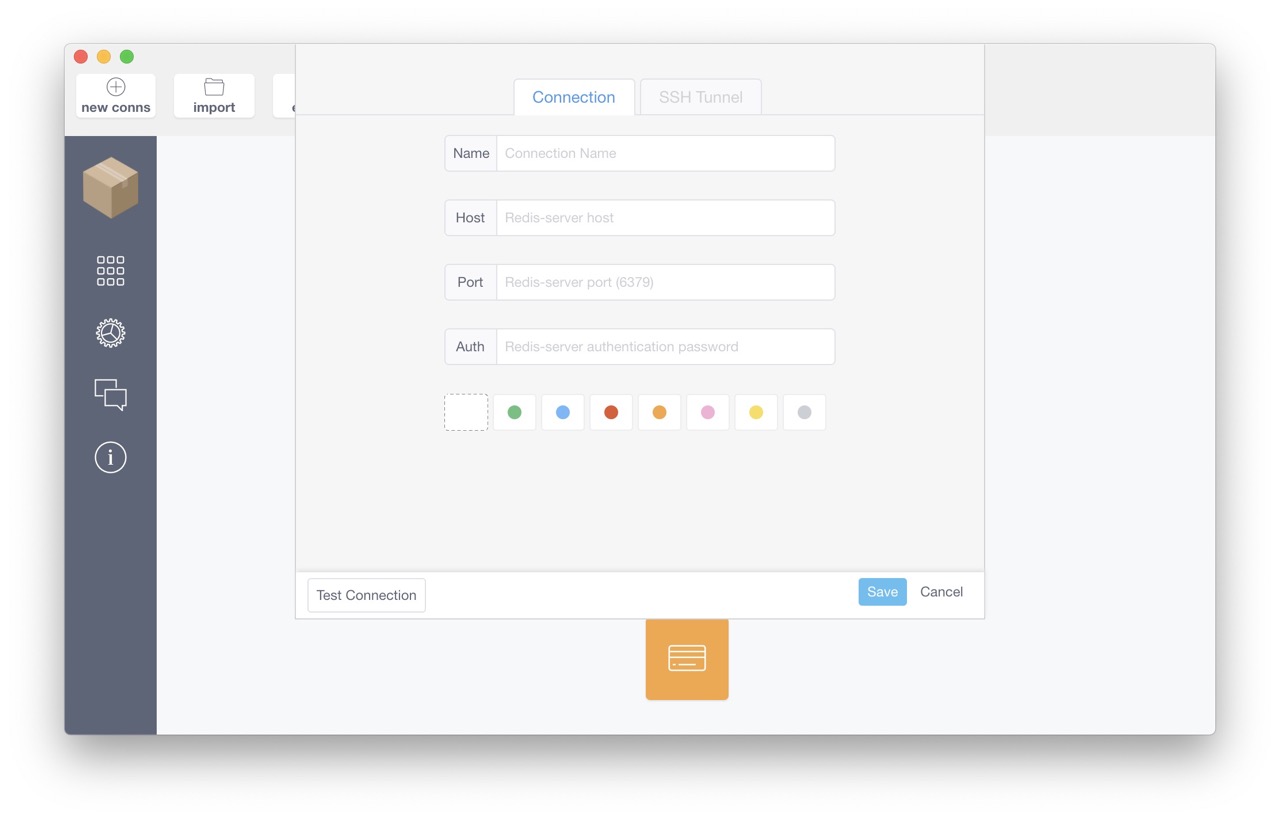 new conns
import
Connection
SSH Tunnel
Name
Connection Name
Host
Redis-server host
Port
Redis-server port (6379)
Auth
Redis-server authentication password
Test Connection
Save
Cancel